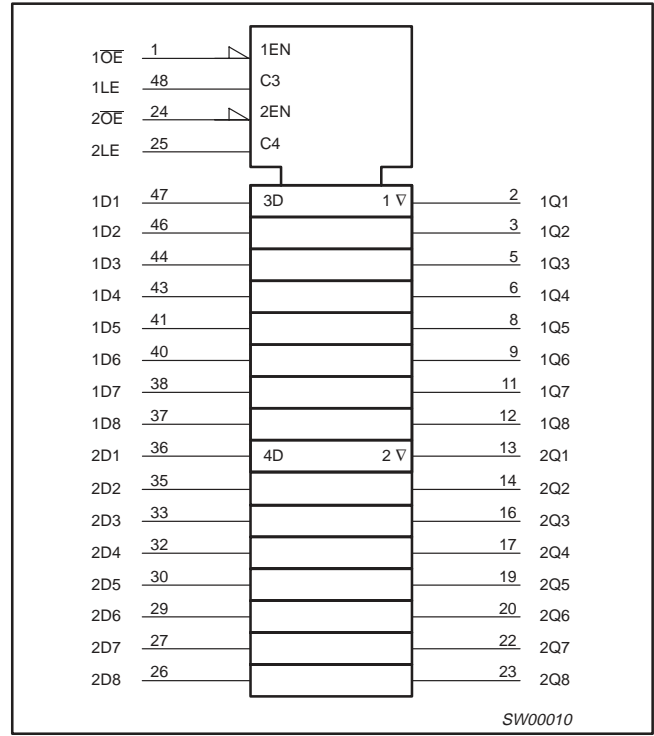 1O̅E̅ 1 1EN
1LE 48 C3
2O̅E̅ 24 2EN
2LE 25 C4
1D1 47 3D 1 ∇ 2 1Q1
1D2 46 3 1Q2
1D3 44 5 1Q3
1D4 43 6 1Q4
1D5 41 8 1Q5
1D6 40 9 1Q6
1D7 38 11 1Q7
1D8 37 12 1Q8
2D1 36 4D 2 ∇ 13 2Q1
2D2 35 14 2Q2
2D3 33 16 2Q3
2D4 32 17 2Q4
2D5 30 19 2Q5
2D6 29 20 2Q6
2D7 27 22 2Q7
2D8 26 23 2Q8
SW00010